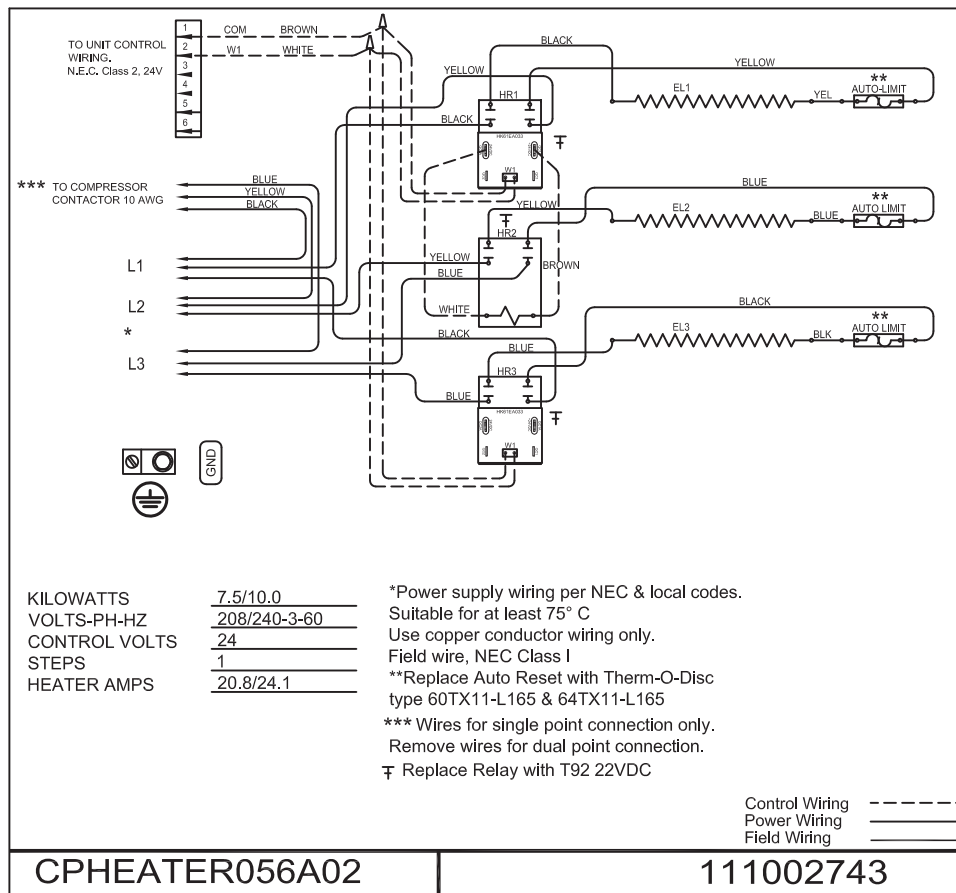 1
2
3
4
5
6
COM BROWN
W1 WHITE
TO UNIT CONTROL
WIRING.
N.E.C. Class 2, 24V
BLACK
YELLOW
YELLOW
HR1
EL1
YEL
**
AUTO-LIMIT
BLACK
HK61EA003
W1
Ŧ
*** TO COMPRESSOR
CONTACTOR 10 AWG
BLUE
YELLOW
BLACK
BLUE
YELLOW
Ŧ
HR2
EL2
BLUE
**
AUTO LIMIT
L1
YELLOW
BLUE
BROWN
L2
WHITE
BLACK
*
BLACK
EL3
BLK
**
AUTO LIMIT
L3
BLUE
HR3
BLUE
HK61EA003
W1
Ŧ
GND
KILOWATTS 7.5/10.0
VOLTS-PH-HZ 208/240-3-60
CONTROL VOLTS 24
STEPS 1
HEATER AMPS 20.8/24.1
*Power supply wiring per NEC & local codes.
Suitable for at least 75° C
Use copper conductor wiring only.
Field wire, NEC Class I
**Replace Auto Reset with Therm-O-Disc
type 60TX11-L165 & 64TX11-L165
*** Wires for single point connection only.
Remove wires for dual point connection.
Ŧ Replace Relay with T92 22VDC
Control Wiring
Power Wiring
Field Wiring
CPHEATER056A02
111002743